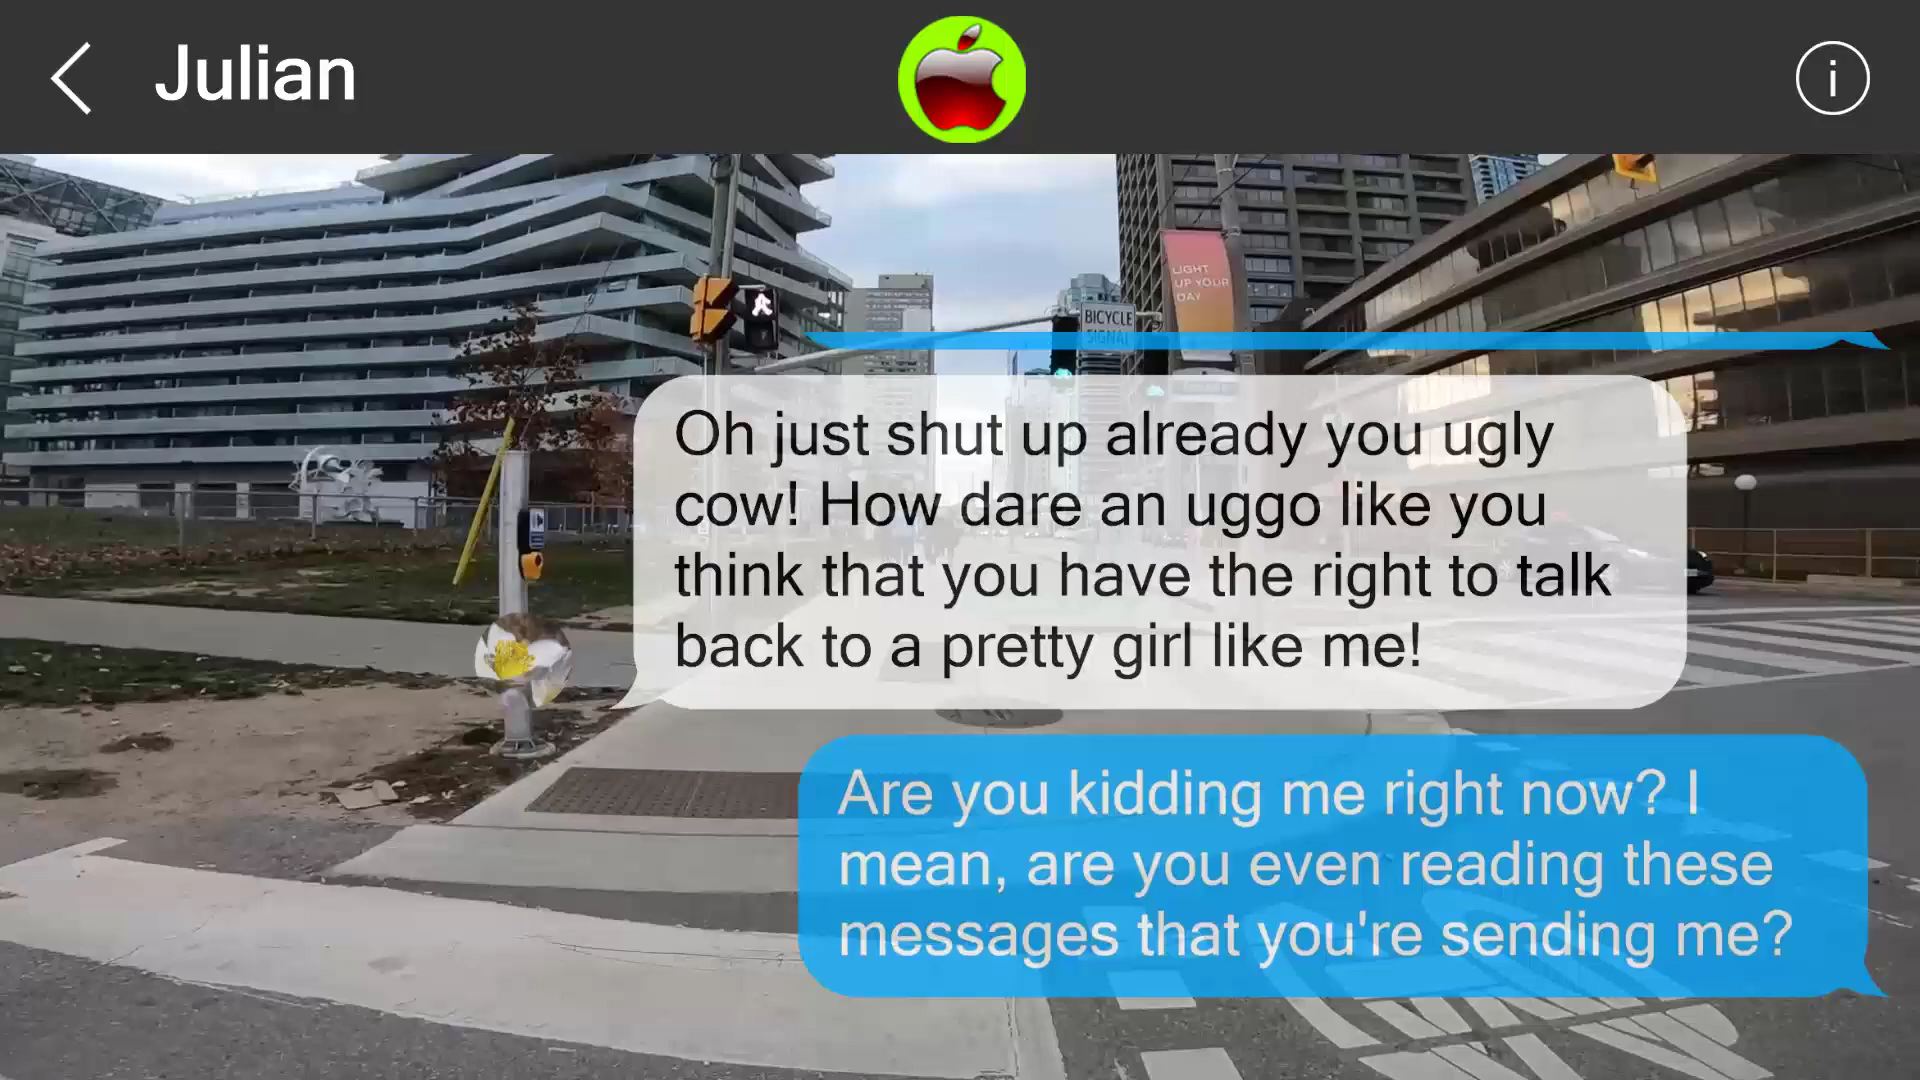 Julian
i
LIGHT
UP YOUR
DAY
BICYCLE
SIGNAL
Oh just shut up already you ugly
cow! How dare an uggo like you
think that you have the right to talk
back to a pretty girl like me!
Are you kidding me right now? I
mean, are you even reading these
messages that you're sending me?